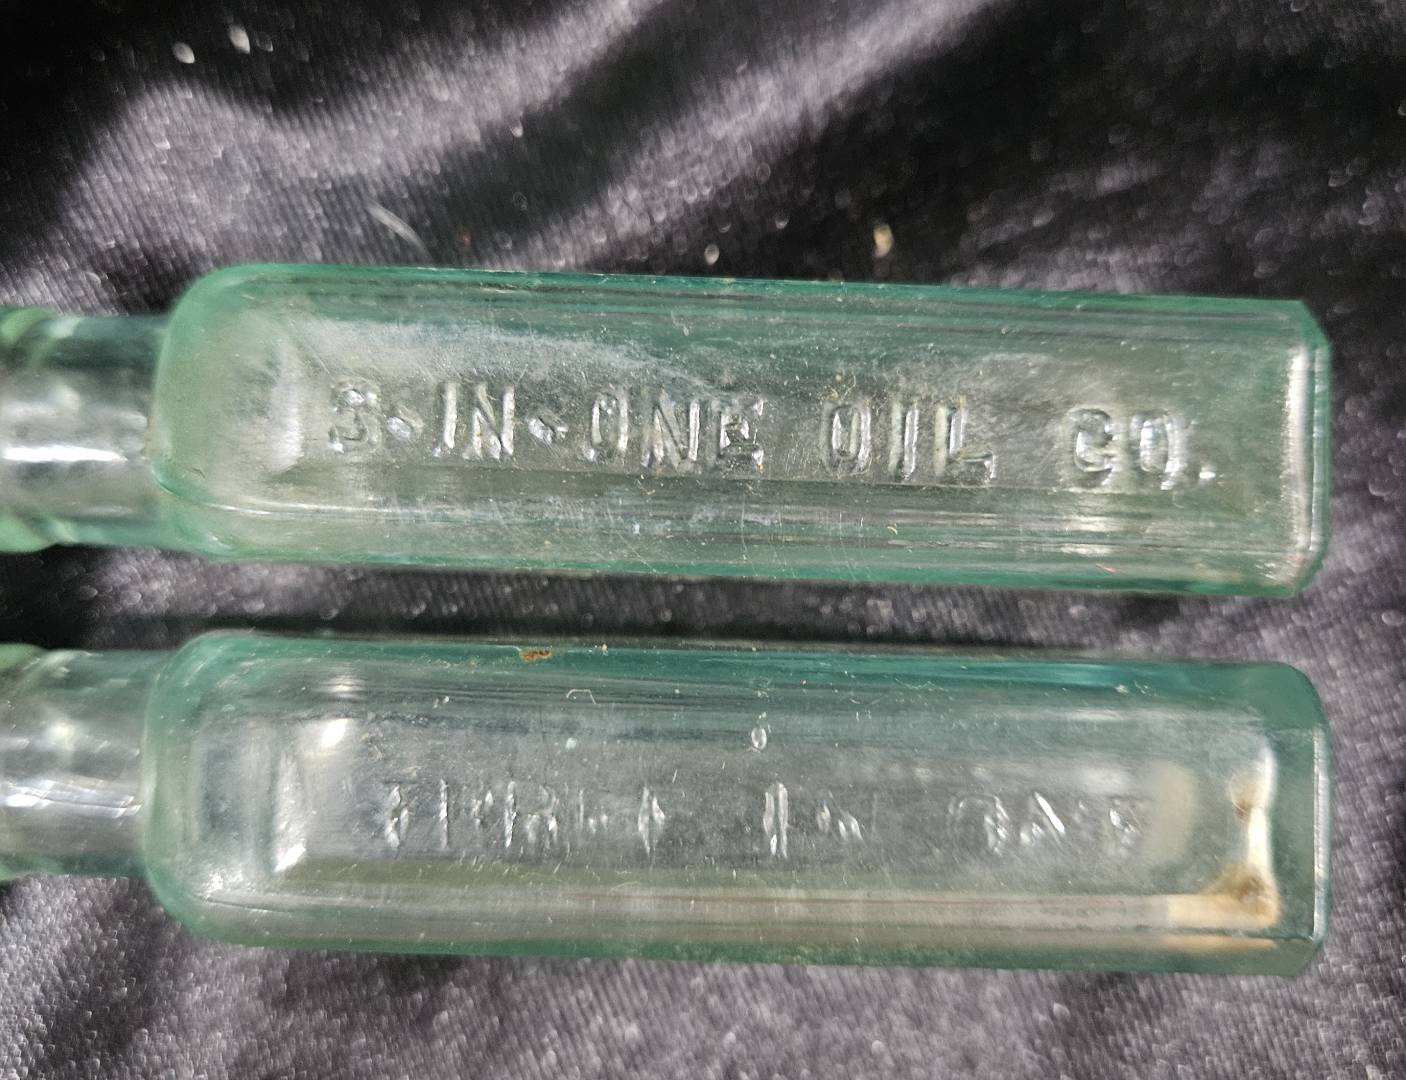 3-IN-ONE OIL CO.
THREE IN ONE